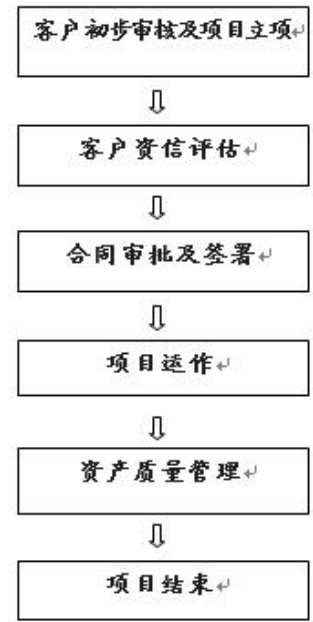 客户初步审核及项目主项
客户资信评估
合同审批及签署
项目运作
资产质量管理
项目结束